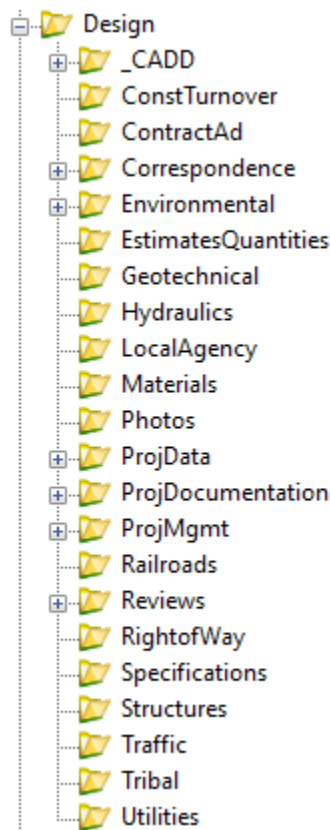 Design
_CADD
ConstTurnover
ContractAd
Correspondence
Environmental
EstimatesQuantities
Geotechnical
Hydraulics
LocalAgency
Materials
Photos
ProjData
ProjDocumentation
ProjMgmt
Railroads
Reviews
RightofWay
Specifications
Structures
Traffic
Tribal
Utilities